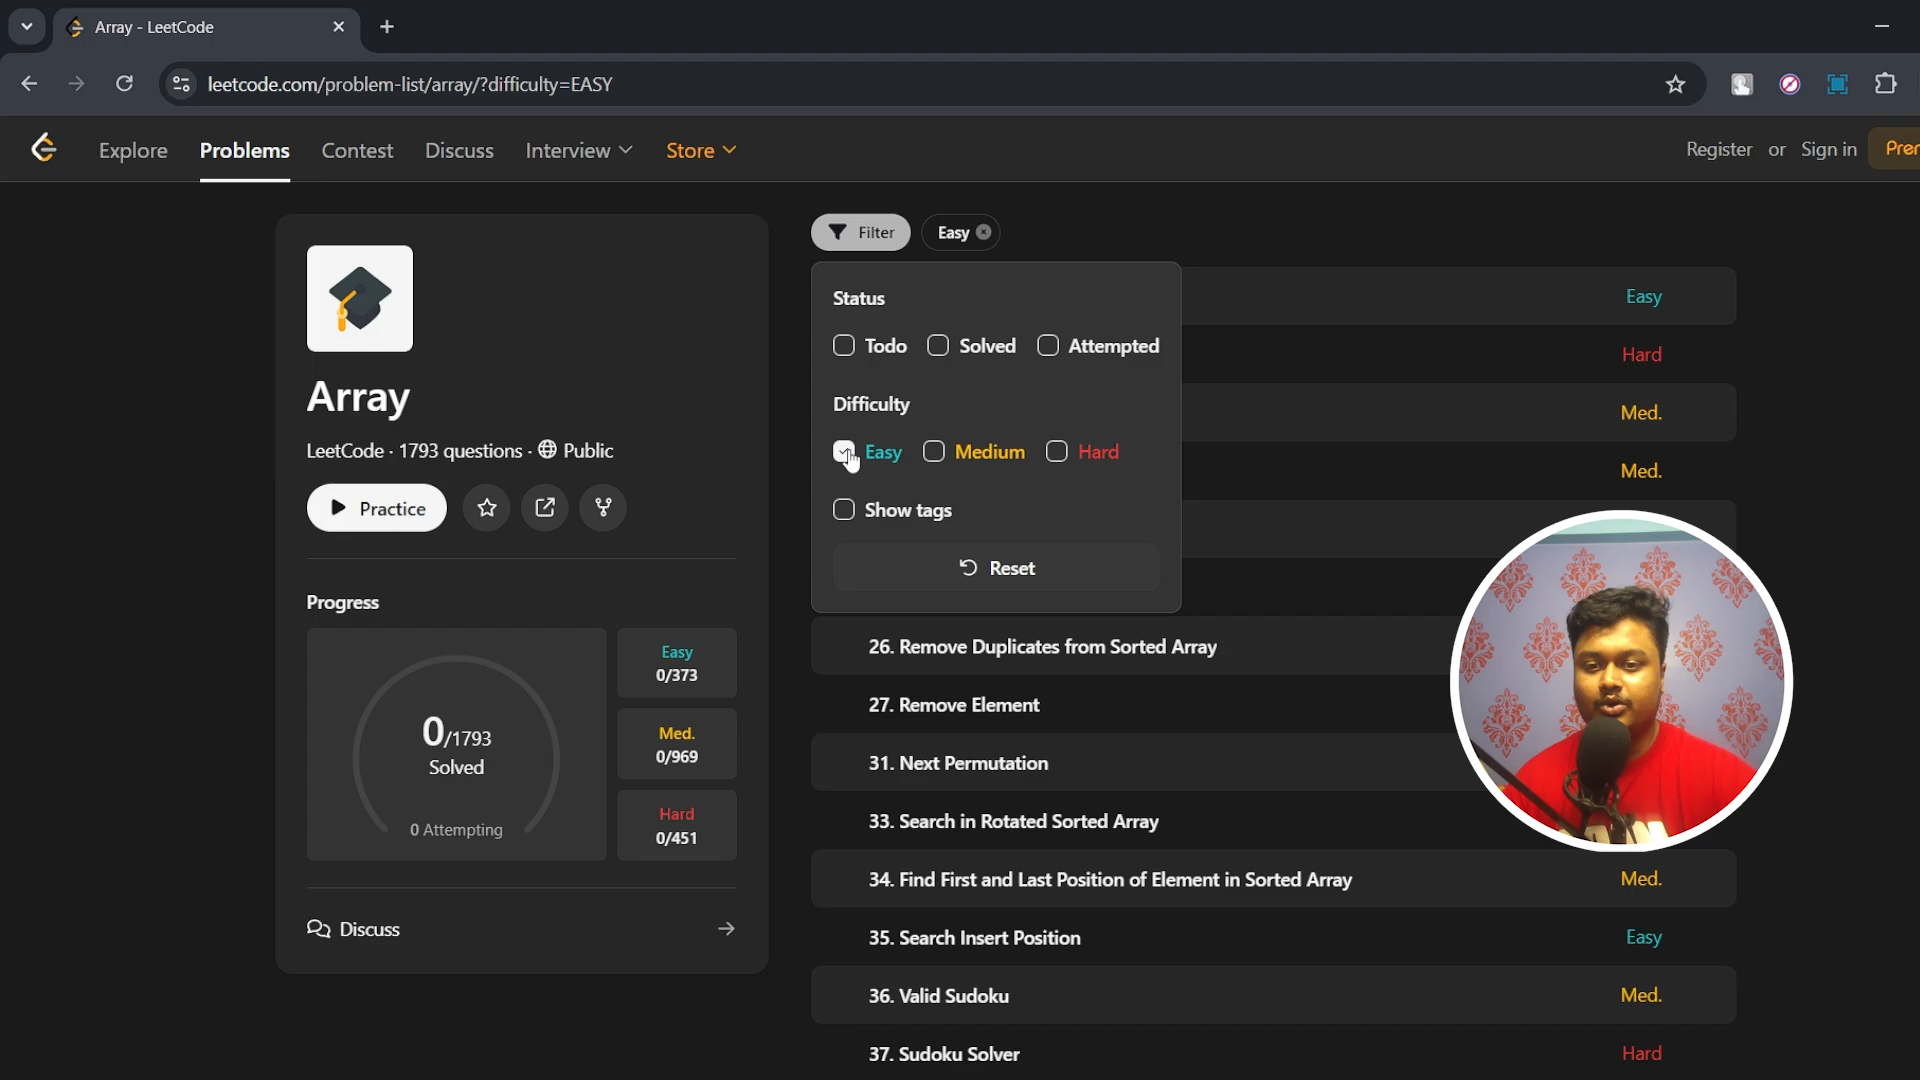 Array - LeetCode
leetcode.com/problem-list/array/?difficulty=EASY
Explore Problems Contest Discuss Interview Store Register or Sign in
Filter Easy
Status
Todo Solved Attempted
Difficulty
Easy Medium Hard
Show tags
Reset
Array
LeetCode · 1793 questions · Public
Practice
Progress
0/1793
Solved
0 Attempting
Easy
0/373
Med.
0/969
Hard
0/451
Discuss
Easy
Hard
Med.
Med.
26. Remove Duplicates from Sorted Array
27. Remove Element
31. Next Permutation
33. Search in Rotated Sorted Array
34. Find First and Last Position of Element in Sorted Array Med.
35. Search Insert Position Easy
36. Valid Sudoku Med.
37. Sudoku Solver Hard